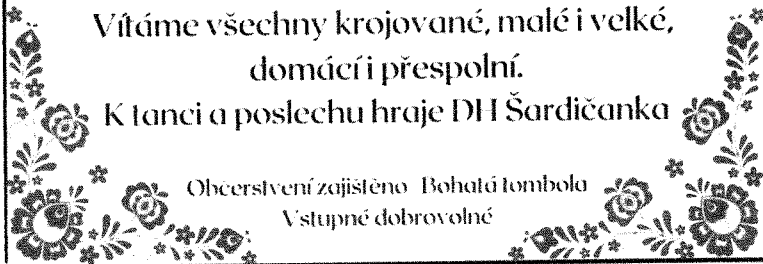 Vítáme všechny krojované, malé i velké,
domácí i přespolní.
K tanci a poslechu hraje DH Šardičanka
Občerstvení zajištěno Bohatá tombola
Vstupné dobrovolné